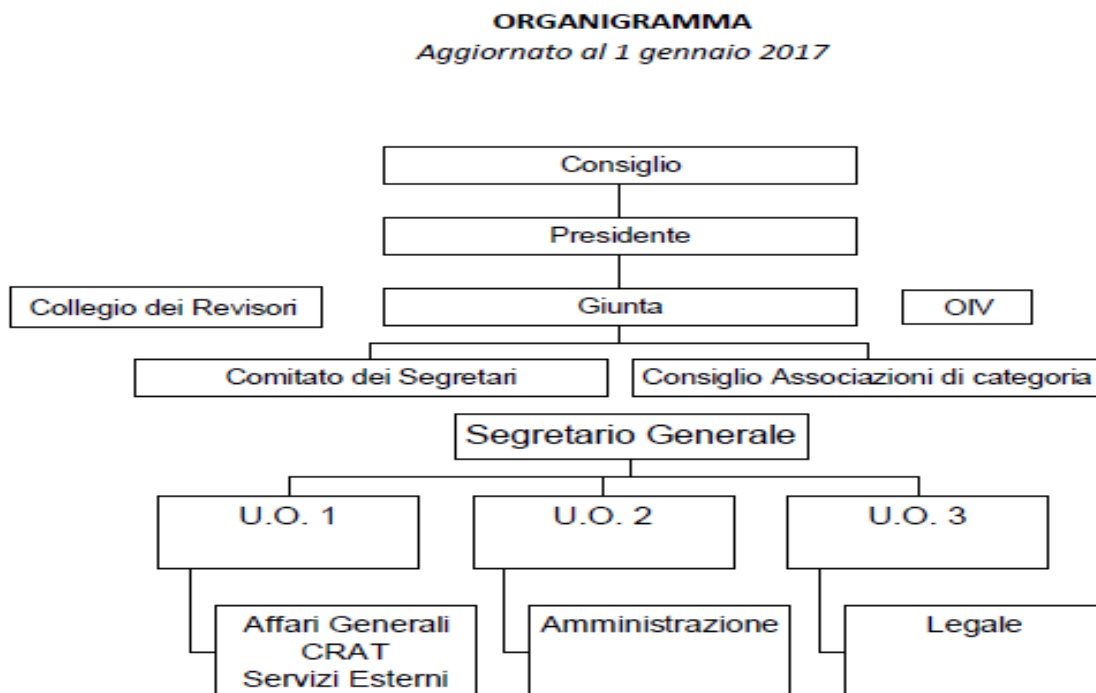 ORGANIGRAMMA
Aggiornato al 1 gennaio 2017
Consiglio
Presidente
Collegio dei Revisori
Giunta
OIV
Comitato dei Segretari
Consiglio Associazioni di categoria
Segretario Generale
U.O. 1
U.O. 2
U.O. 3
Affari Generali
CRAT
Servizi Esterni
Amministrazione
Legale